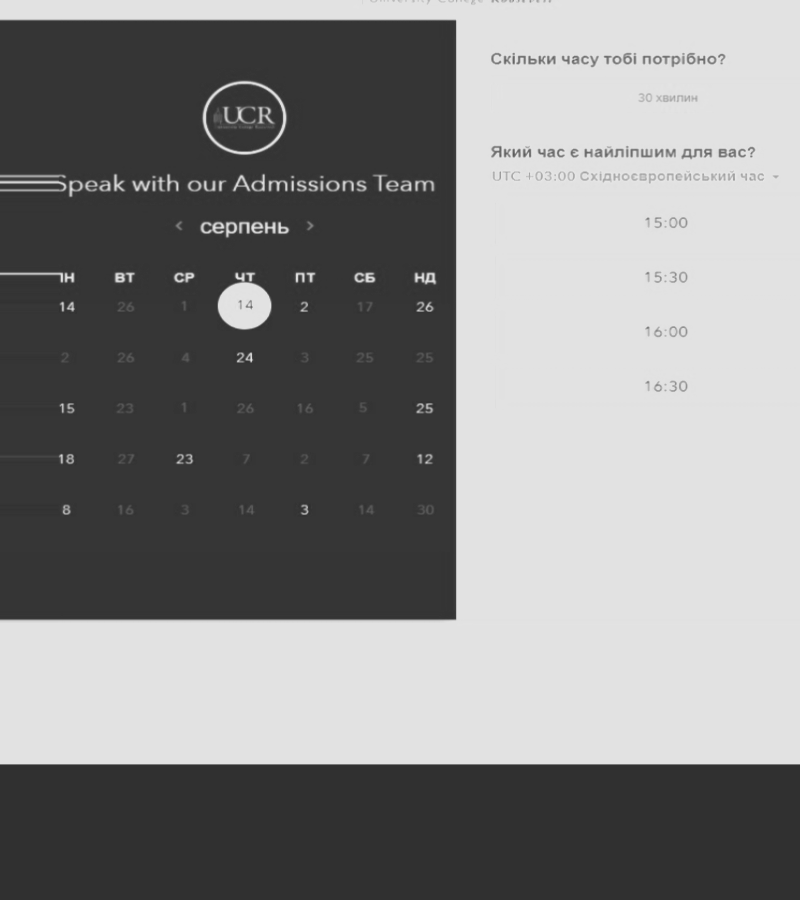 University College
UCR
Speak with our Admissions Team
‹ серпень ›
ІН ВТ СР ЧТ ПТ СБ НД
14 26 1 14 2 17 26
2 26 4 24 3 25 25
15 23 1 26 16 5 25
18 27 23 7 2 7 12
8 16 3 14 3 14 30
Скільки часу тобі потрібно?
30 хвилин
Який час є найліпшим для вас?
UTC +03:00 Східноєвропейський час
15:00
15:30
16:00
16:30